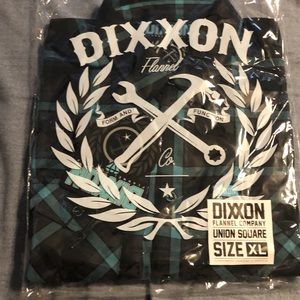 DIXXON
Flannel
FORM AND FUNCTION
Co.
DIXXON
FLANNEL COMPANY
UNION SQUARE
SIZE XL